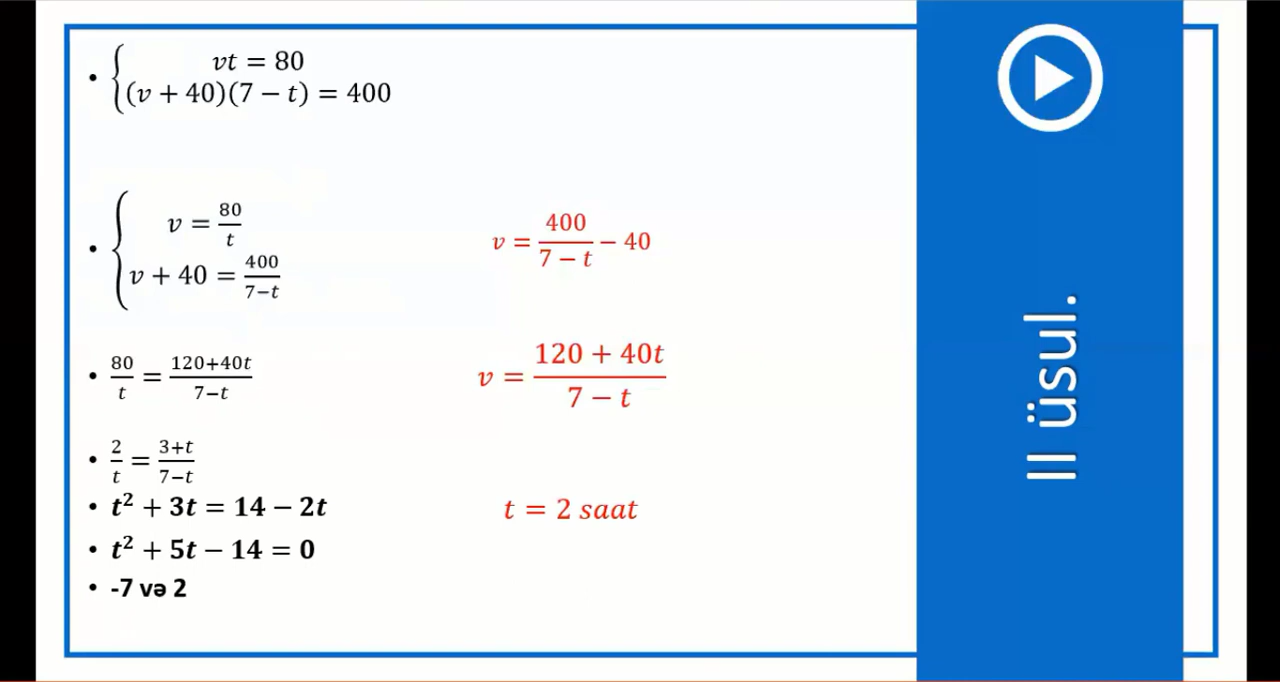 • { vt = 80
(v + 40)(7 − t) = 400
• { v = 80/t
v + 40 = 400/(7−t)
v = 400/(7 − t) − 40
• 80/t = (120+40t)/(7−t)
v = (120 + 40t)/(7 − t)
• 2/t = (3+t)/(7−t)
• t² + 3t = 14 − 2t
t = 2 saat
• t² + 5t − 14 = 0
• -7 və 2
II üsul.